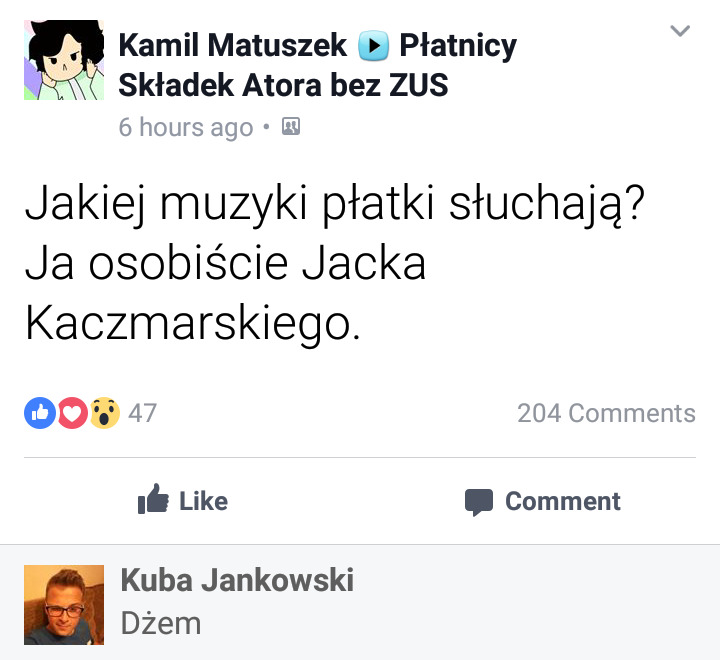 Kamil Matuszek ▶ Płatnicy
Składek Atora bez ZUS
6 hours ago •
Jakiej muzyki płatki słuchają?
Ja osobiście Jacka
Kaczmarskiego.
47
204 Comments
Like
Comment
Kuba Jankowski
Dżem